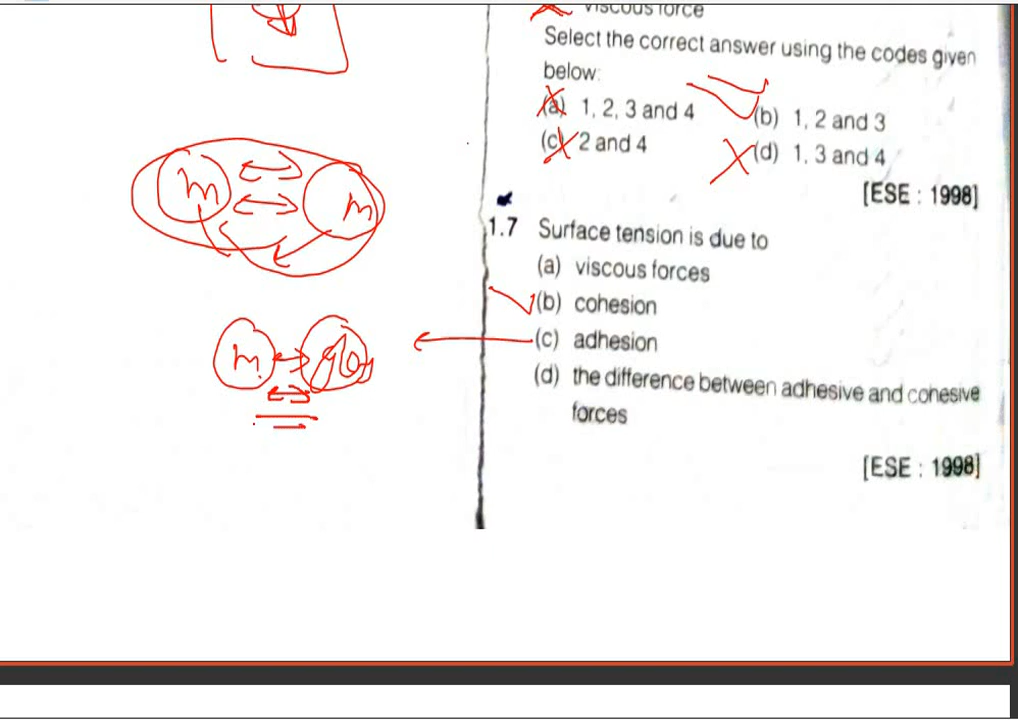 viscous force
Select the correct answer using the codes given
below:
(a) 1, 2, 3 and 4
(b) 1, 2 and 3
(c) 2 and 4
(d) 1, 3 and 4
[ESE : 1998]
m
m
1.7 Surface tension is due to
(a) viscous forces
(b) cohesion
m
(c) adhesion
(d) the difference between adhesive and cohesive
forces
[ESE : 1998]